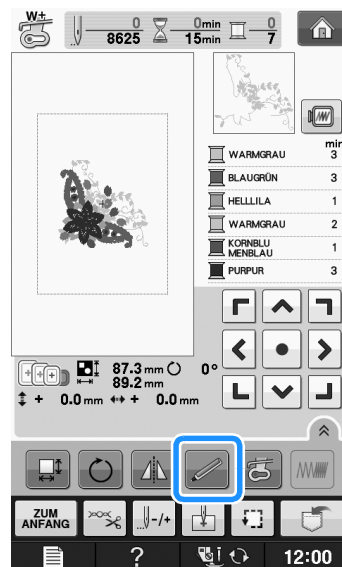 W+
0
8625
0min
15min
0
7
min
WARMGRAU 3
BLAUGRÜN 3
HELLLILA 1
WARMGRAU 2
KORNBLU
MENBLAU 1
PURPUR 3
87.3 mm 0°
89.2 mm
+ 0.0 mm + 0.0 mm
ZUM
ANFANG
-/+
? 12:00